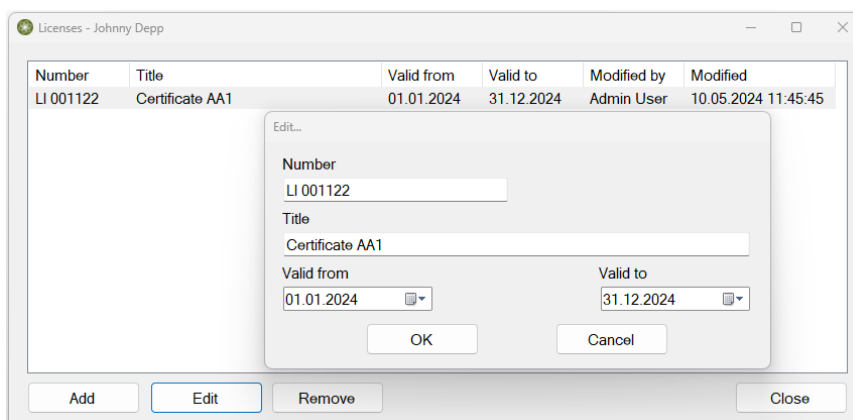 Licenses - Johnny Depp
Number Title Valid from Valid to Modified by Modified
LI 001122 Certificate AA1 01.01.2024 31.12.2024 Admin User 10.05.2024 11:45:45
Edit...
Number
LI 001122
Title
Certificate AA1
Valid from Valid to
01.01.2024 31.12.2024
OK Cancel
Add Edit Remove Close